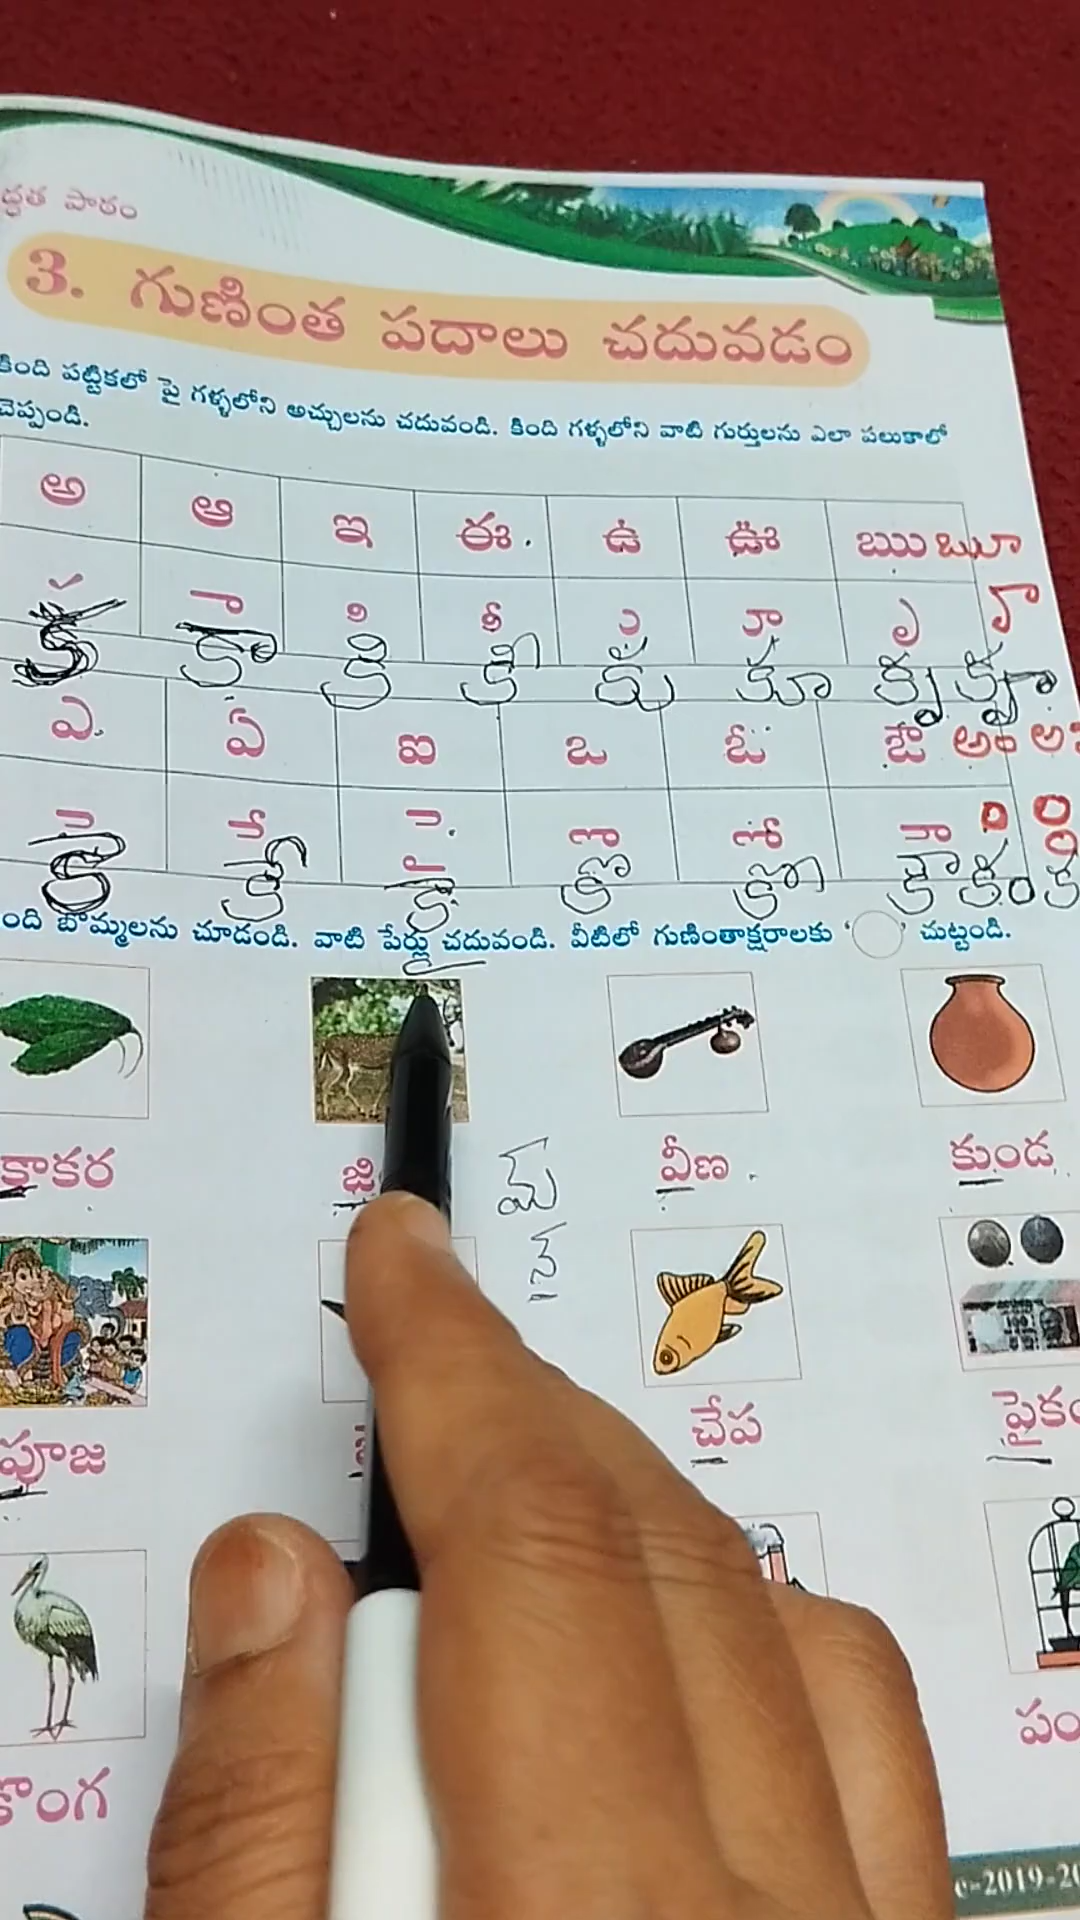 పాఠం
3. గుణింత పదాలు చదువడం
కింది పట్టికలో పై గళ్ళలోని అచ్చులను చదువండి. కింది గళ్ళలోని వాటి గుర్తులను ఎలా పలుకాలో
చెప్పండి.
అ ఆ ఇ ఈ ఉ ఊ ఋ ౠ
 ా ి ీ ు ూ ృ ౄ
క కా కి కీ కు కూ కృ కౄ
ఎ ఏ ఐ ఒ ఓ ఔ అం
ె ే ై ొ ో ౌ ం
కె కే కై కొ కో కౌ కం
బొమ్మలను చూడండి. వాటి పేర్లు చదువండి. వీటిలో గుణింతాక్షరాలకు ‘ ’ చుట్టండి.
కాకర వీణ కుండ
మ
నై
పూజ చేప పైకం
కొంగ